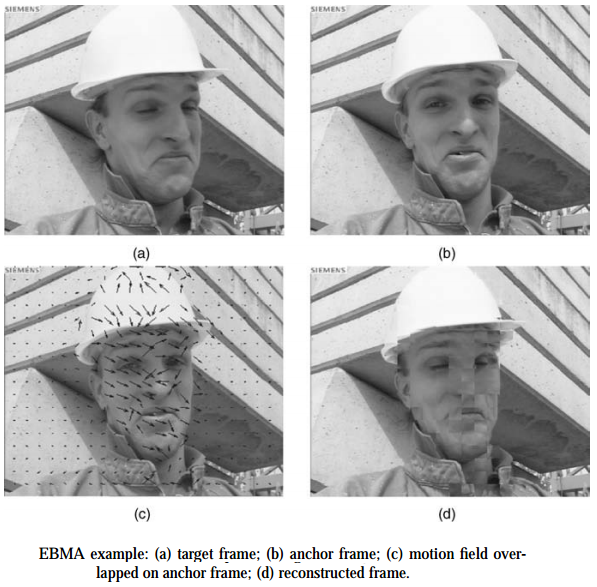 SIEMENS
SIEMENS
(a)
(b)
SIEMENS
SIEMENS
(c)
(d)
EBMA example: (a) target frame; (b) anchor frame; (c) motion field over-
lapped on anchor frame; (d) reconstructed frame.